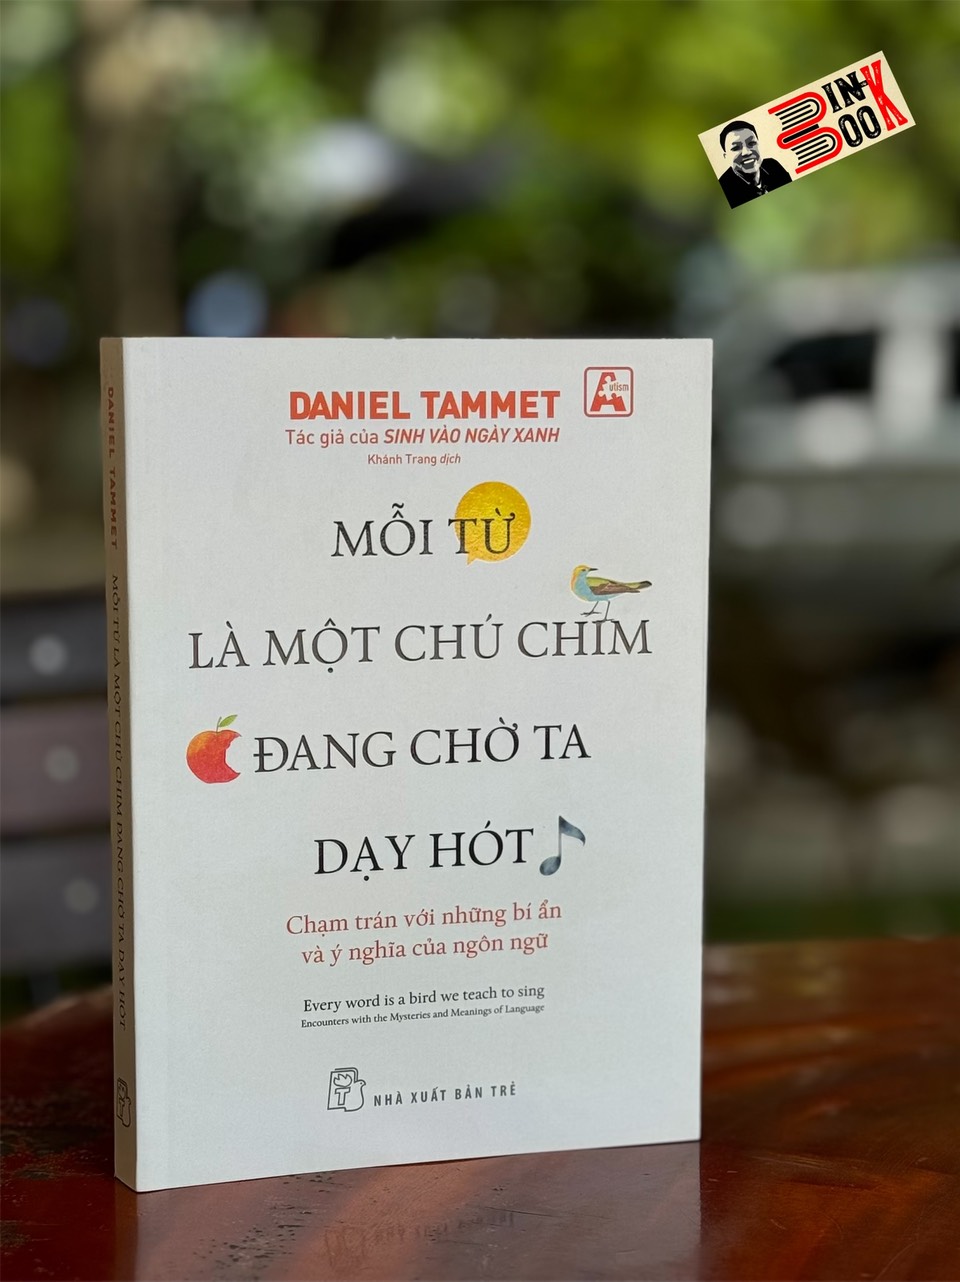 BIN-BOOK
DANIEL TAMMET
Autism
Tác giả của SINH VÀO NGÀY XANH
Khánh Trang dịch
MỖI TỪ
LÀ MỘT CHÚ CHIM
ĐANG CHỜ TA
DẠY HÓT
Chạm trán với những bí ẩn
và ý nghĩa của ngôn ngữ
Every word is a bird we teach to sing
Encounters with the Mysteries and Meanings of Language
NHÀ XUẤT BẢN TRẺ
DANIEL TAMMET MỖI TỪ LÀ MỘT CHÚ CHIM ĐANG CHỜ TA DẠY HÓT